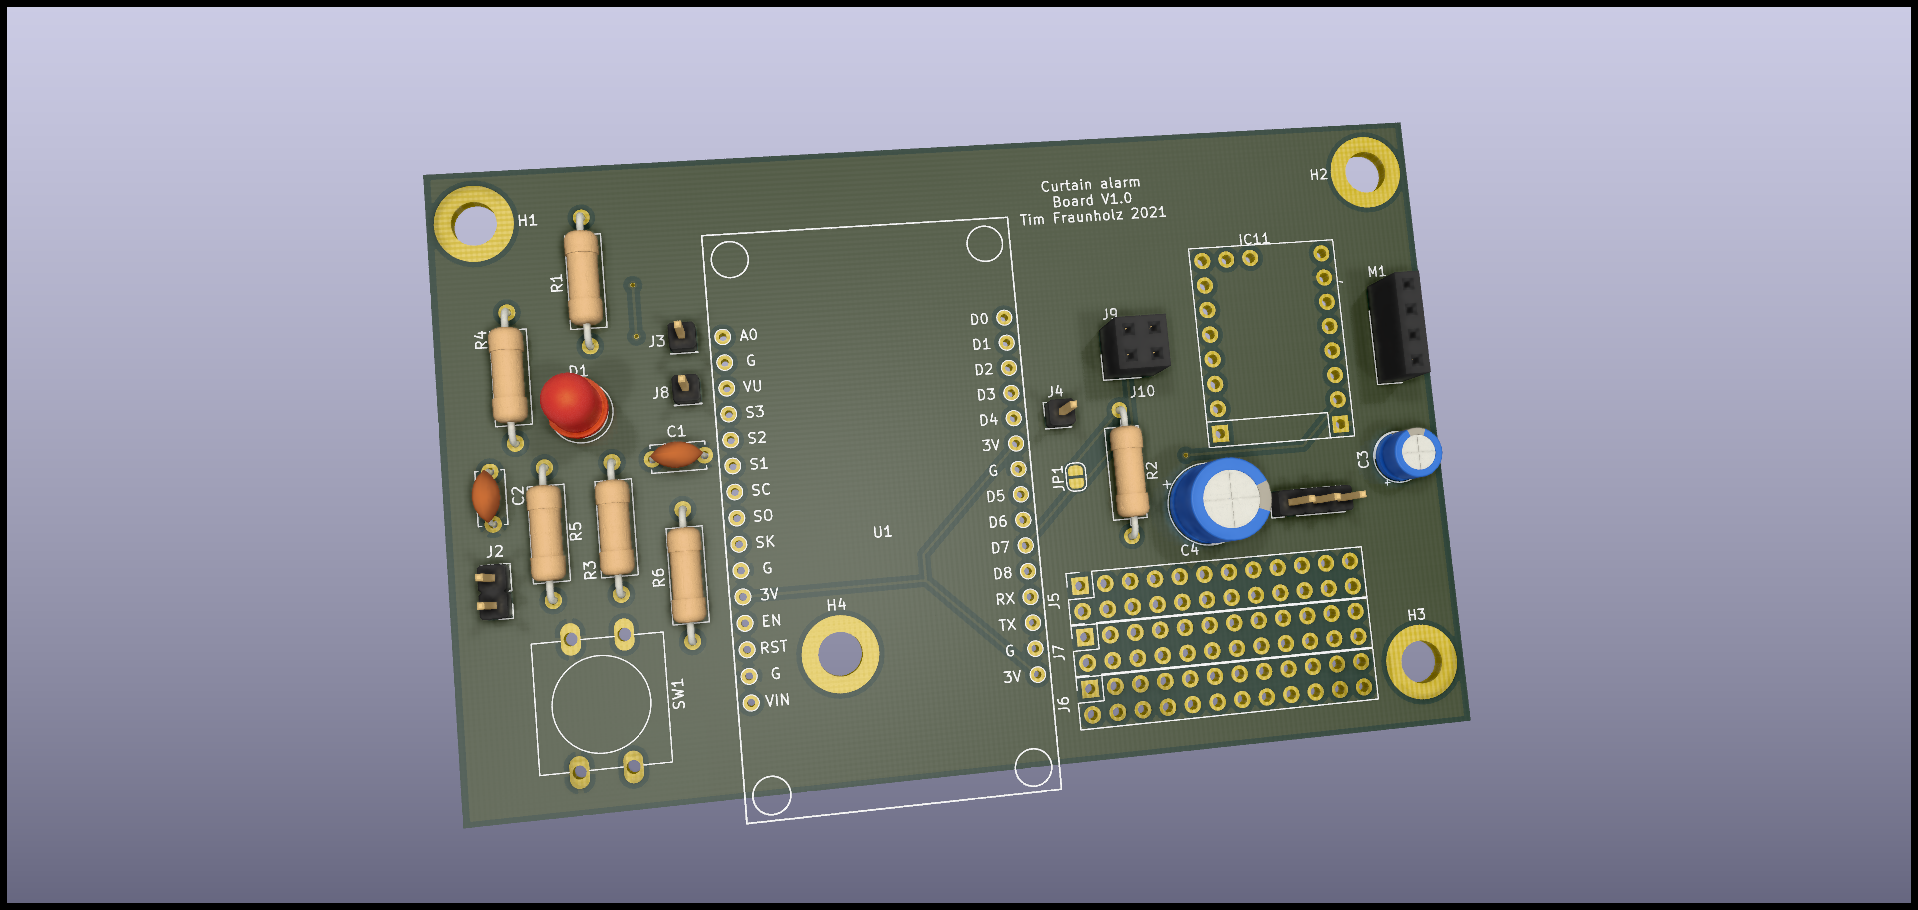 Curtain alarm
Board V1.0
Tim Fraunholz 2021
H1
H2
R1
IC11
M1
R4
J3
J9
D1
J8
J10
J4
C1
C2
JP1
R2
C3
+
+
R5
J2
U1
C4
R3
R6
H4
J5
H3
J7
SW1
J6
A0
G
VU
S3
S2
S1
SC
SO
SK
G
3V
EN
RST
G
VIN
D0
D1
D2
D3
D4
3V
G
D5
D6
D7
D8
RX
TX
G
3V